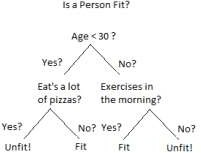 Is a Person Fit?
Age < 30 ?
Yes?
No?
Eat's a lot
of pizzas?
Exercises in
the morning?
Yes?
No?
Yes?
No?
Unfit!
Fit
Fit
Unfit!